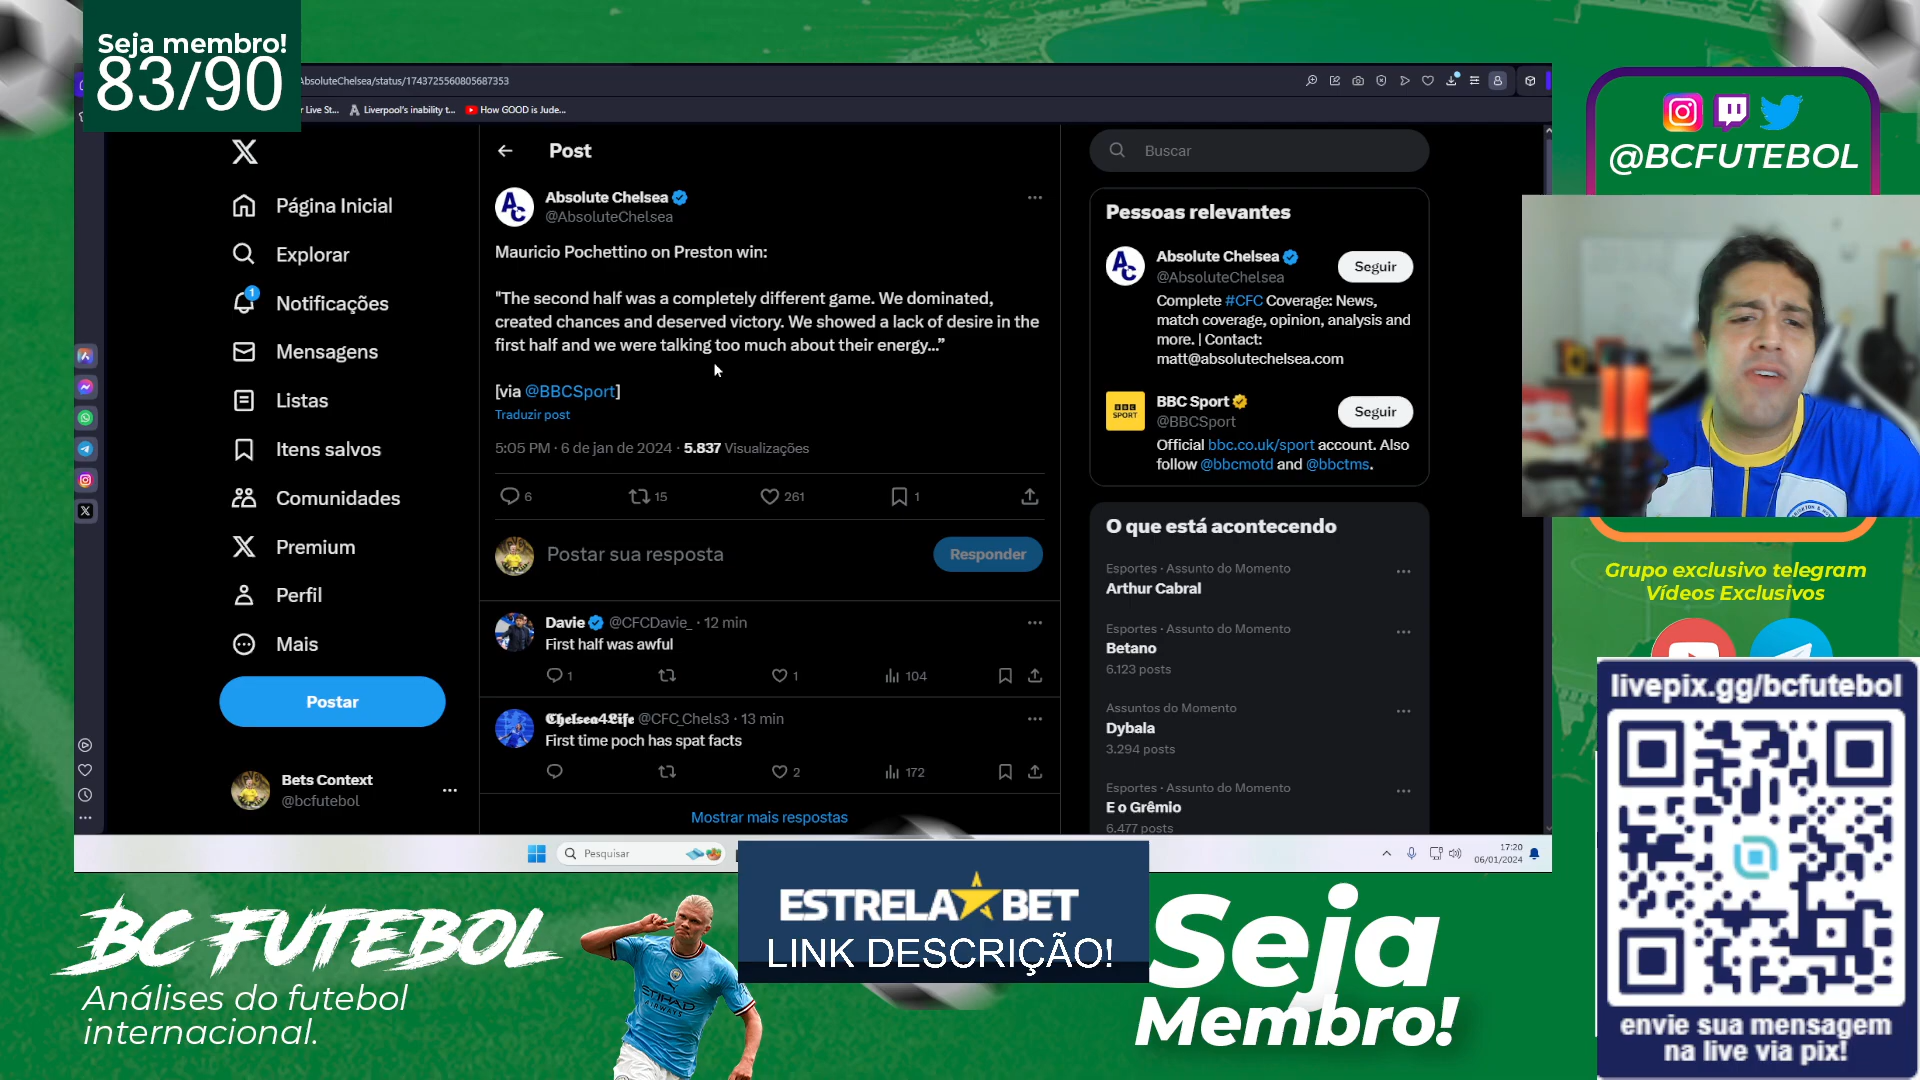 Seja membro!
83/90
AbsoluteChelsea/status/1743725560805687353
r Live St...
Liverpool's inability t...
How GOOD is Jude...
Página Inicial
Explorar
1
Notificações
Mensagens
Listas
Itens salvos
Comunidades
Premium
Perfil
Mais
Postar
Bets Context
@bcfutebol
Post
Absolute Chelsea
@AbsoluteChelsea
Mauricio Pochettino on Preston win:
"The second half was a completely different game. We dominated,
created chances and deserved victory. We showed a lack of desire in the
first half and we were talking too much about their energy...”
[via @BBCSport]
Traduzir post
5:05 PM · 6 de jan de 2024 · 5.837 Visualizações
6
15
261
1
Postar sua resposta
Responder
Davie @CFCDavie_ · 12 min
First half was awful
1
1
104
Chelsea4Life @CFC_Chels3 · 13 min
First time poch has spat facts
2
172
Mostrar mais respostas
Buscar
Pessoas relevantes
Absolute Chelsea
@AbsoluteChelsea
Seguir
Complete #CFC Coverage: News,
match coverage, opinion, analysis and
more. | Contact:
matt@absolutechelsea.com
BBC
SPORT
BBC Sport
@BBCSport
Seguir
Official bbc.co.uk/sport account. Also
follow @bbcmotd and @bbctms.
O que está acontecendo
Esportes · Assunto do Momento
Arthur Cabral
Esportes · Assunto do Momento
Betano
6.123 posts
Assuntos do Momento
Dybala
3.294 posts
Esportes · Assunto do Momento
E o Grêmio
6.477 posts
Pesquisar
17:20
06/01/2024
@BCFUTEBOL
Grupo exclusivo telegram
Vídeos Exclusivos
livepix.gg/bcfutebol
envie sua mensagem
na live via pix!
BC FUTEBOL
Análises do futebol
internacional.
ETIHAD
AIRWAYS
ESTRELA BET
LINK DESCRIÇÃO!
Seja
Membro!